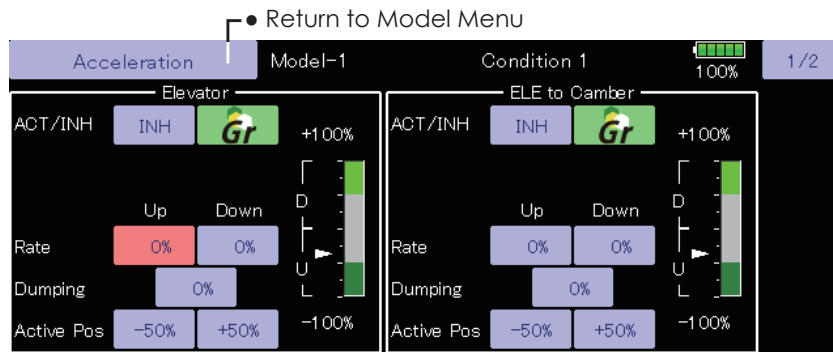 ● Return to Model Menu
Acceleration Model-1 Condition 1 100% 1/2
Elevator
ACT/INH INH Gr +100%
Up Down D
Rate 0% 0%
U
Dumping 0%
Active Pos -50% +50% -100%
ELE to Camber
ACT/INH INH Gr +100%
Up Down D
Rate 0% 0%
U
Dumping 0%
Active Pos -50% +50% -100%